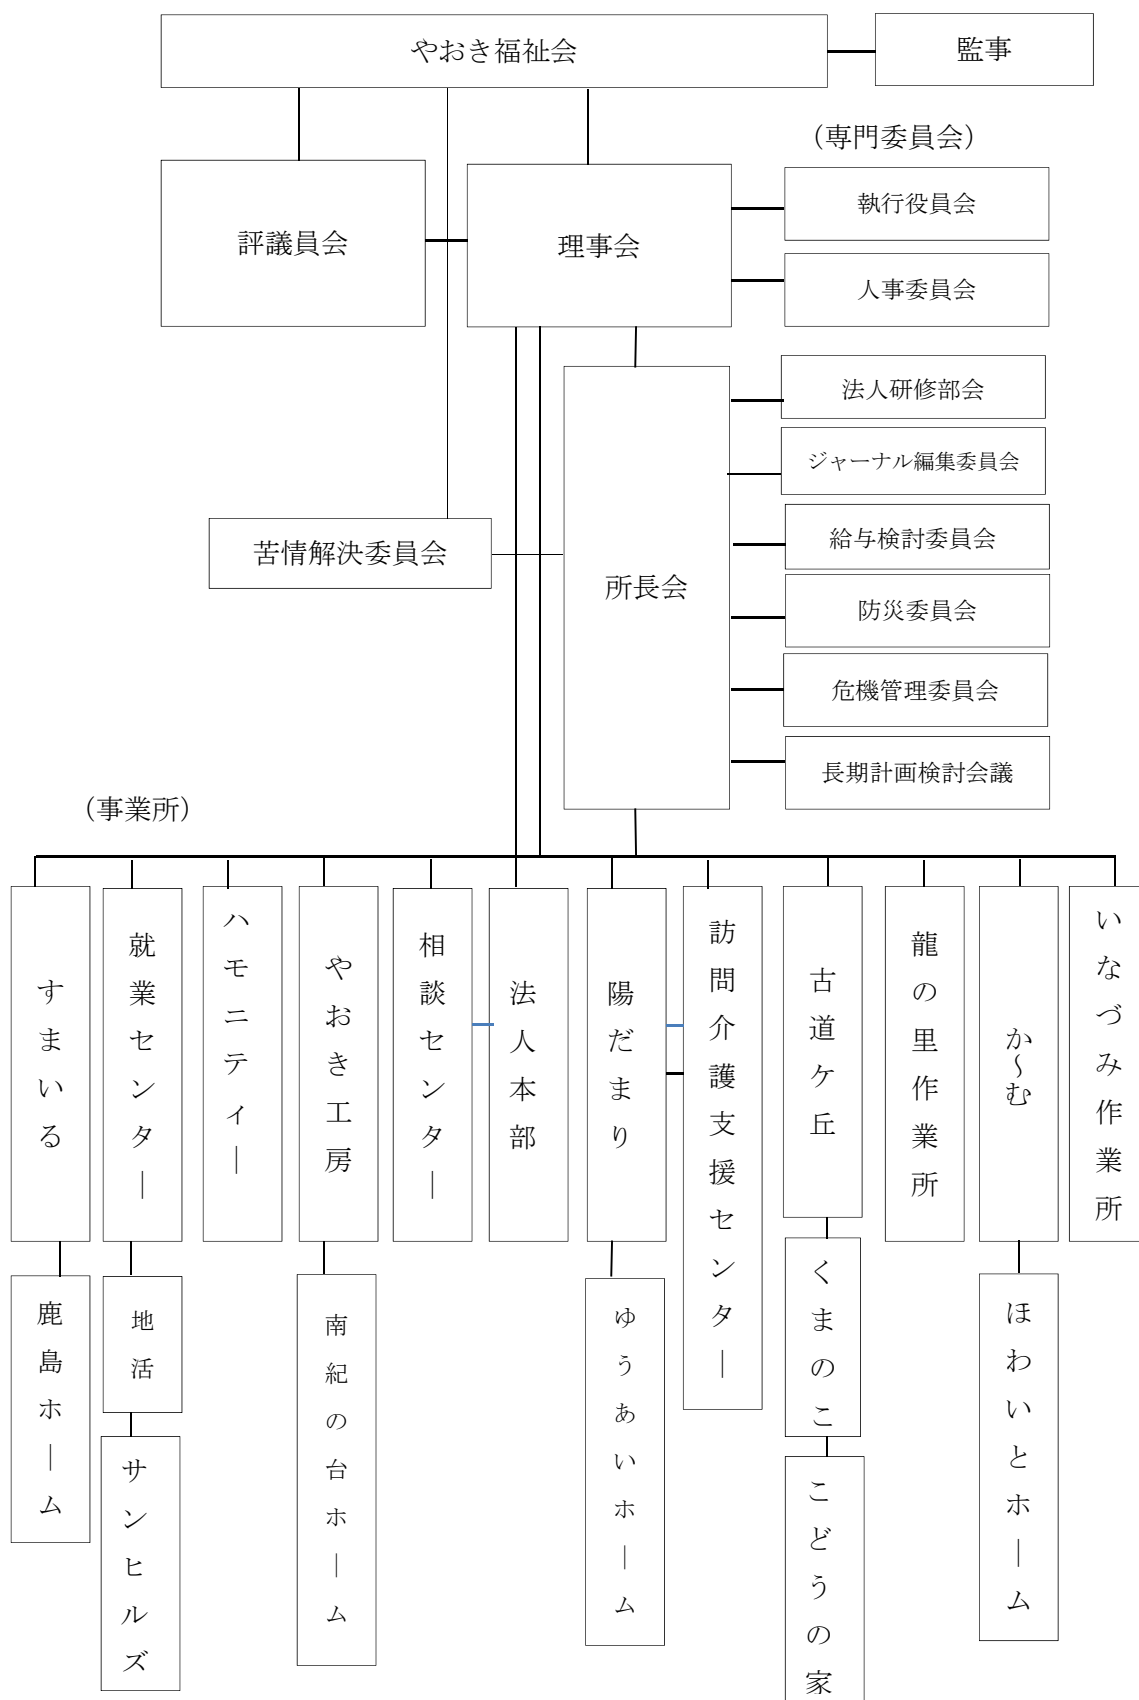 やおき福祉会
監事
（専門委員会）
評議員会
理事会
執行役員会
人事委員会
法人研修部会
ジャーナル編集委員会
苦情解決委員会
所長会
給与検討委員会
防災委員会
危機管理委員会
長期計画検討会議
（事業所）
すまいる
就業センター
ハモニティー
やおき工房
相談センター
法人本部
陽だまり
訪問介護支援センター
古道ケ丘
龍の里作業所
か～む
いなづみ作業所
鹿島ホーム
地活
サンヒルズ
南紀の台ホーム
ゆうあいホーム
くまのこ
こどうの家
ほわいとホーム